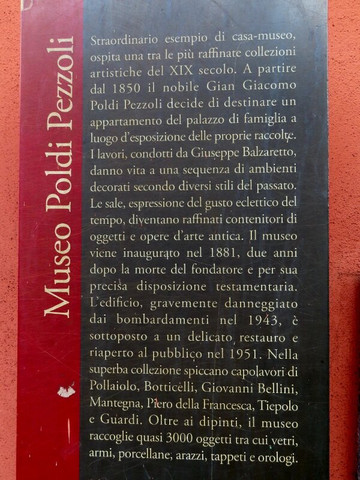 Museo Poldi Pezzoli
Straordinario esempio di casa-museo,
ospita una tra le più raffinate collezioni
artistiche del XIX secolo. A partire
dal 1850 il nobile Gian Giacomo
Poldi Pezzoli decide di destinare un
appartamento del palazzo di famiglia a
luogo d'esposizione delle proprie raccolte.
I lavori, condotti da Giuseppe Balzaretto,
danno vita a una sequenza di ambienti
decorati secondo diversi stili del passato.
Le sale, espressione del gusto eclettico del
tempo, diventano raffinati contenitori di
oggetti e opere d'arte antica. Il museo
viene inaugurato nel 1881, due anni
dopo la morte del fondatore e per sua
precisa disposizione testamentaria.
L'edificio, gravemente danneggiato
dai bombardamenti nel 1943, è
sottoposto a un delicato restauro e
riaperto al pubblico nel 1951. Nella
superba collezione spiccano capolavori di
Pollaiolo, Botticelli, Giovanni Bellini,
Mantegna, Piero della Francesca, Tiepolo
e Guardi. Oltre ai dipinti, il museo
raccoglie quasi 3000 oggetti tra cui vetri,
armi, porcellane, arazzi, tappeti e orologi.